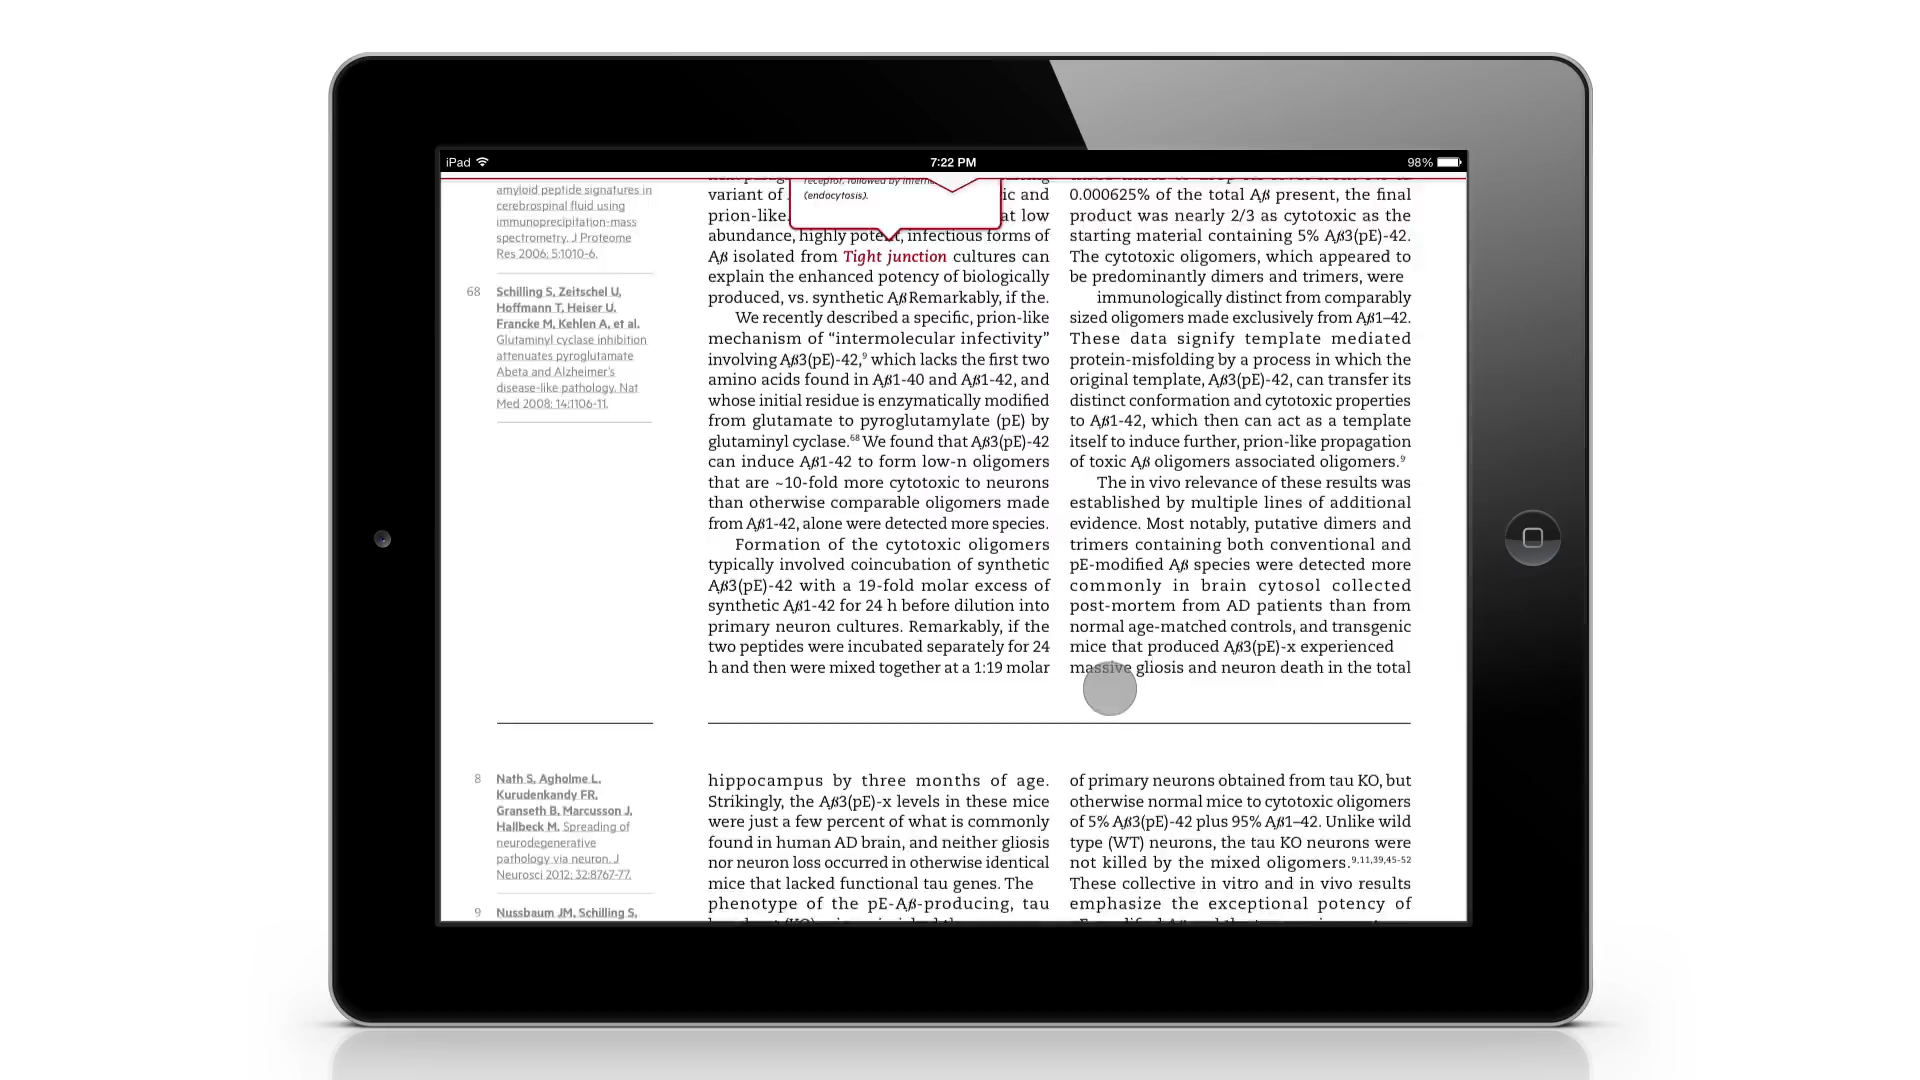 iPad
7:22 PM
98%
amyloid peptide signatures in
cerebrospinal fluid using
immunoprecipitation-mass
spectrometry. J Proteome
Res 2006; 5:1010-6.
68 Schilling S, Zeitschel U,
Hoffmann T, Heiser U,
Francke M, Kehlen A, et al.
Glutaminyl cyclase inhibition
attenuates pyroglutamate
Abeta and Alzheimer's
disease-like pathology. Nat
Med 2008; 14:1106-11.
receptor, followed by
(endocytosis).
variant of
ic and
prion-like.
at low
abundance, highly potent, infectious forms of
Aβ isolated from Tight junction cultures can
explain the enhanced potency of biologically
produced, vs. synthetic AβRemarkably, if the.
We recently described a specific, prion-like
mechanism of “intermolecular infectivity”
involving Aβ3(pE)-42,⁹ which lacks the first two
amino acids found in Aβ1-40 and Aβ1-42, and
whose initial residue is enzymatically modified
from glutamate to pyroglutamylate (pE) by
glutaminyl cyclase.⁶⁸ We found that Aβ3(pE)-42
can induce Aβ1-42 to form low-n oligomers
that are ~10-fold more cytotoxic to neurons
than otherwise comparable oligomers made
from Aβ1-42, alone were detected more species.
Formation of the cytotoxic oligomers
typically involved coincubation of synthetic
Aβ3(pE)-42 with a 19-fold molar excess of
synthetic Aβ1-42 for 24 h before dilution into
primary neuron cultures. Remarkably, if the
two peptides were incubated separately for 24
h and then were mixed together at a 1:19 molar
0.000625% of the total Aβ present, the final
product was nearly 2/3 as cytotoxic as the
starting material containing 5% Aβ3(pE)-42.
The cytotoxic oligomers, which appeared to
be predominantly dimers and trimers, were
immunologically distinct from comparably
sized oligomers made exclusively from Aβ1–42.
These data signify template mediated
protein-misfolding by a process in which the
original template, Aβ3(pE)-42, can transfer its
distinct conformation and cytotoxic properties
to Aβ1-42, which then can act as a template
itself to induce further, prion-like propagation
of toxic Aβ oligomers associated oligomers.⁹
The in vivo relevance of these results was
established by multiple lines of additional
evidence. Most notably, putative dimers and
trimers containing both conventional and
pE-modified Aβ species were detected more
commonly in brain cytosol collected
post-mortem from AD patients than from
normal age-matched controls, and transgenic
mice that produced Aβ3(pE)-x experienced
massive gliosis and neuron death in the total
8 Nath S, Agholme L,
Kurudenkandy FR,
Granseth B, Marcusson J,
Hallbeck M. Spreading of
neurodegenerative
pathology via neuron. J
Neurosci 2012; 32:8767-77.
9 Nussbaum JM, Schilling S,
hippocampus by three months of age.
Strikingly, the Aβ3(pE)-x levels in these mice
were just a few percent of what is commonly
found in human AD brain, and neither gliosis
nor neuron loss occurred in otherwise identical
mice that lacked functional tau genes. The
phenotype of the pE-Aβ-producing, tau
of primary neurons obtained from tau KO, but
otherwise normal mice to cytotoxic oligomers
of 5% Aβ3(pE)-42 plus 95% Aβ1–42. Unlike wild
type (WT) neurons, the tau KO neurons were
not killed by the mixed oligomers.⁹,¹¹,³⁹,⁴⁵⁻⁵²
These collective in vitro and in vivo results
emphasize the exceptional potency of